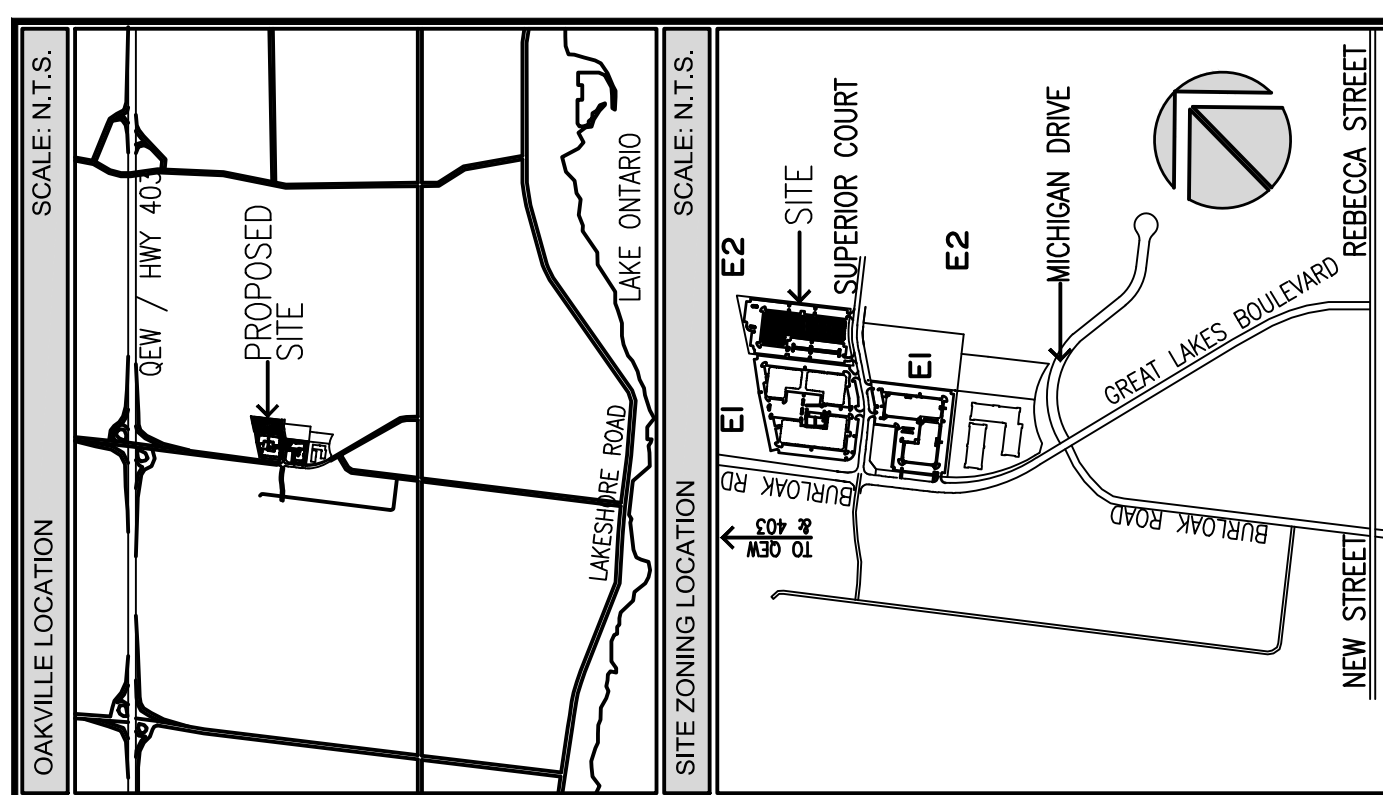 OAKVILLE LOCATION
SCALE: N.T.S.
QEW / HWY 403
PROPOSED
SITE
LAKE ONTARIO
LAKESHORE ROAD
SITE ZONING LOCATION
SCALE: N.T.S.
E2
SITE
SUPERIOR COURT
E2
MICHIGAN DRIVE
REBECCA STREET
E1
E1
GREAT LAKES BOULEVARD
BURLOAK RD
TO QEW
& 403
BURLOAK ROAD
NEW STREET